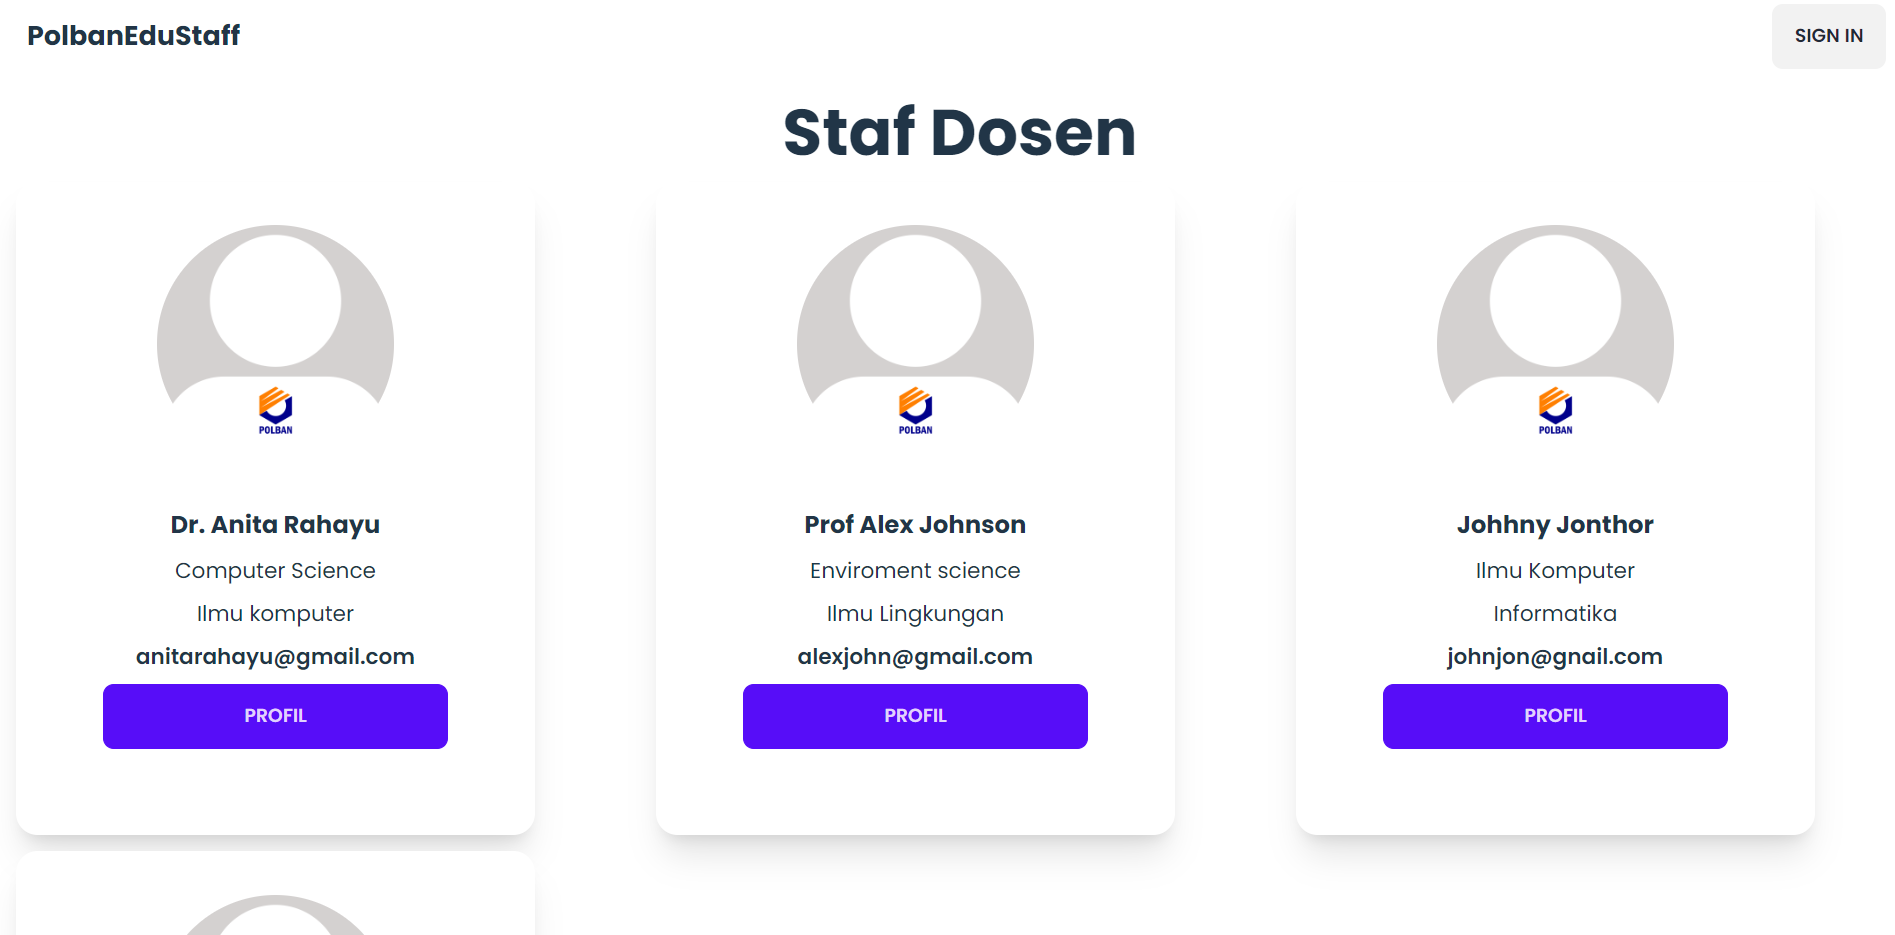 PolbanEduStaff
SIGN IN
Staf Dosen
POLBAN
Dr. Anita Rahayu
Computer Science
Ilmu komputer
anitarahayu@gmail.com
PROFIL
POLBAN
Prof Alex Johnson
Enviroment science
Ilmu Lingkungan
alexjohn@gmail.com
PROFIL
POLBAN
Johhny Jonthor
Ilmu Komputer
Informatika
johnjon@gnail.com
PROFIL